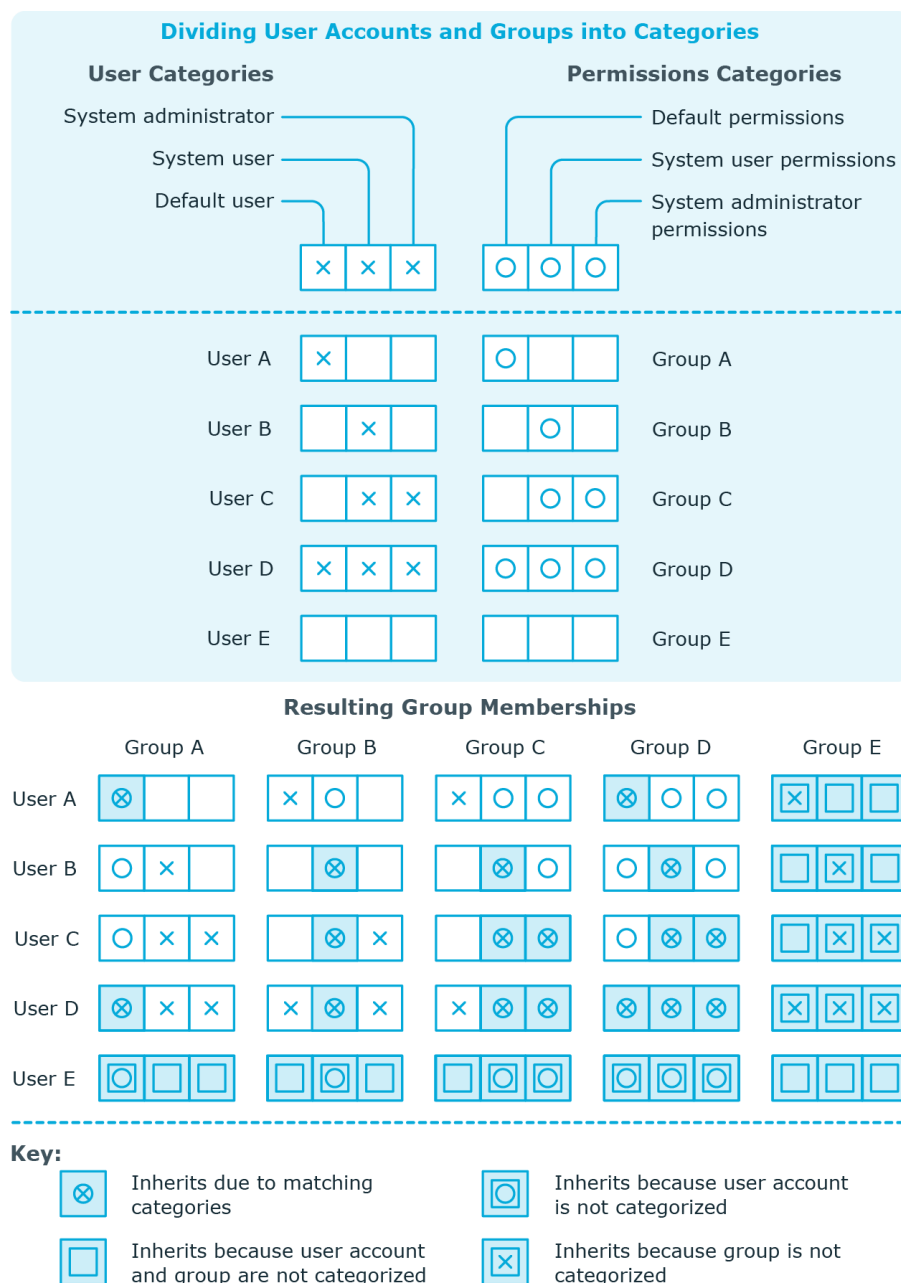 Dividing User Accounts and Groups into Categories
User Categories
Permissions Categories
System administrator
System user
Default user
Default permissions
System user permissions
System administrator
permissions
User A
Group A
User B
Group B
User C
Group C
User D
Group D
User E
Group E
Resulting Group Memberships
Group A Group B Group C Group D Group E
User A
User B
User C
User D
User E
Key:
Inherits due to matching
categories
Inherits because user account
is not categorized
Inherits because user account
and group are not categorized
Inherits because group is not
categorized